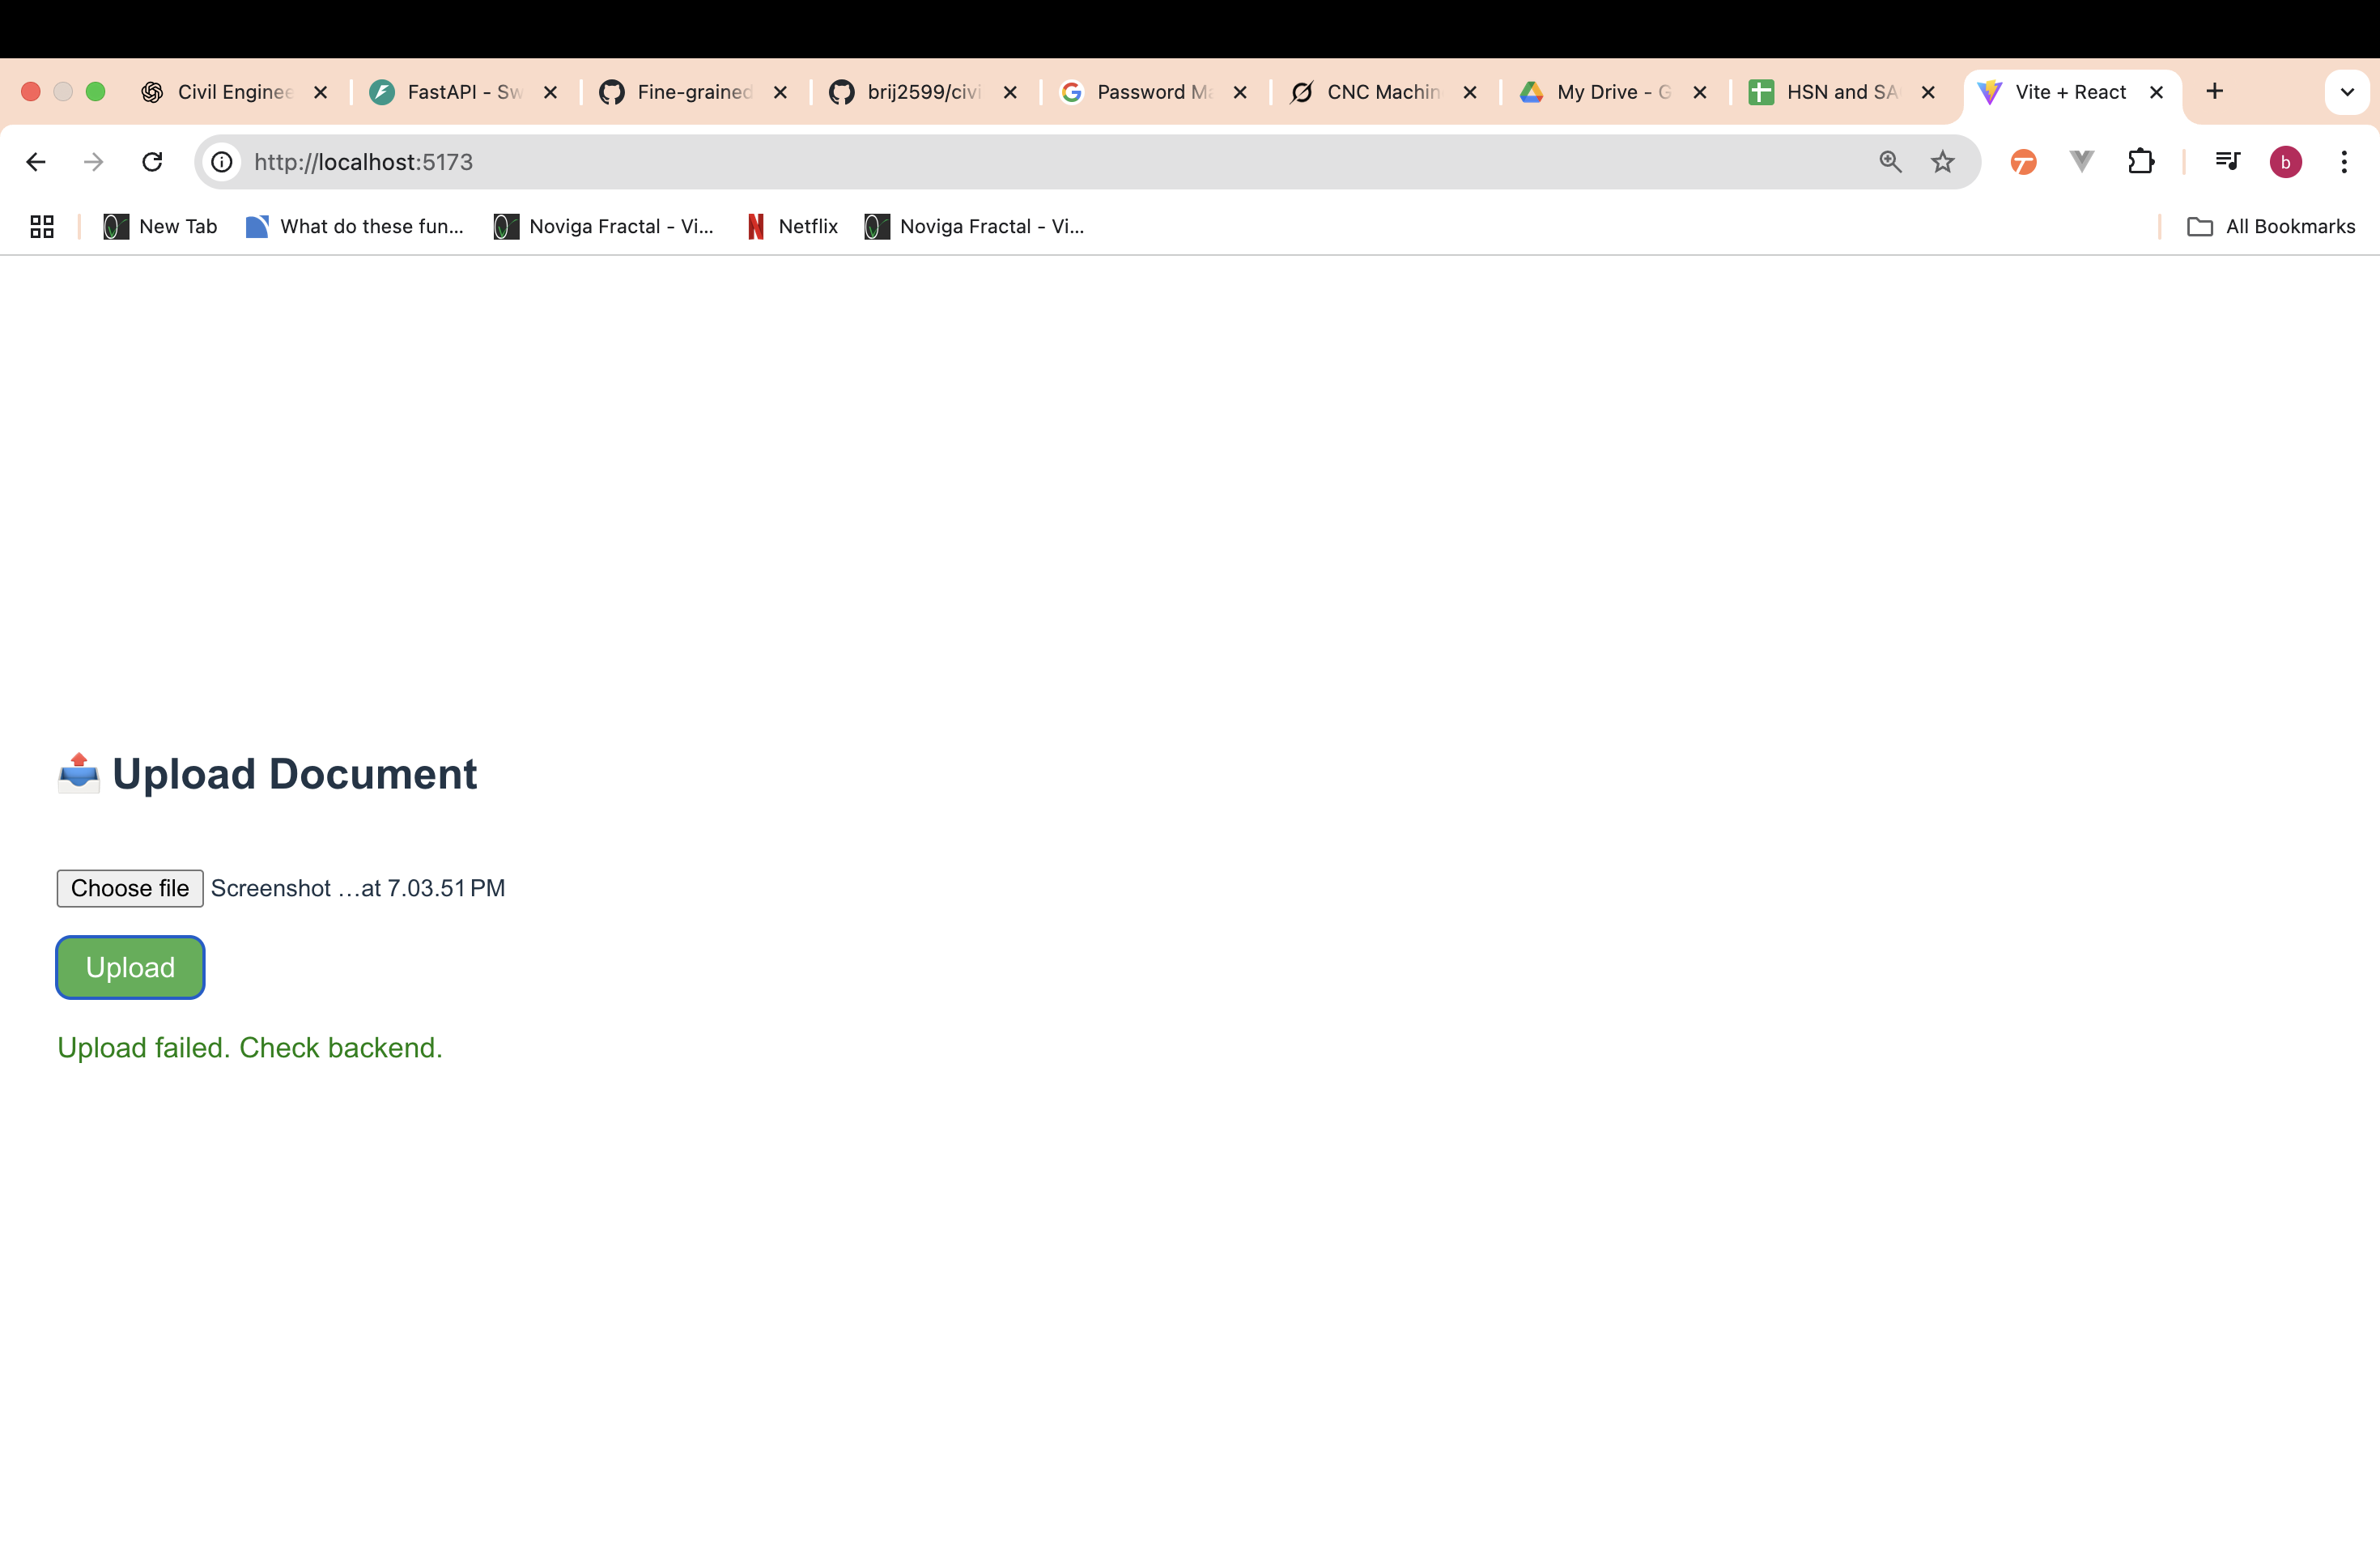 Civil Enginee
FastAPI - Sw
Fine-grained
brij2599/civi
Password Ma
CNC Machin
My Drive - G
HSN and SA
Vite + React
http://localhost:5173
b
New Tab
What do these fun...
Noviga Fractal - Vi...
Netflix
Noviga Fractal - Vi...
All Bookmarks
Upload Document
Choose file Screenshot ...at 7.03.51 PM
Upload
Upload failed. Check backend.